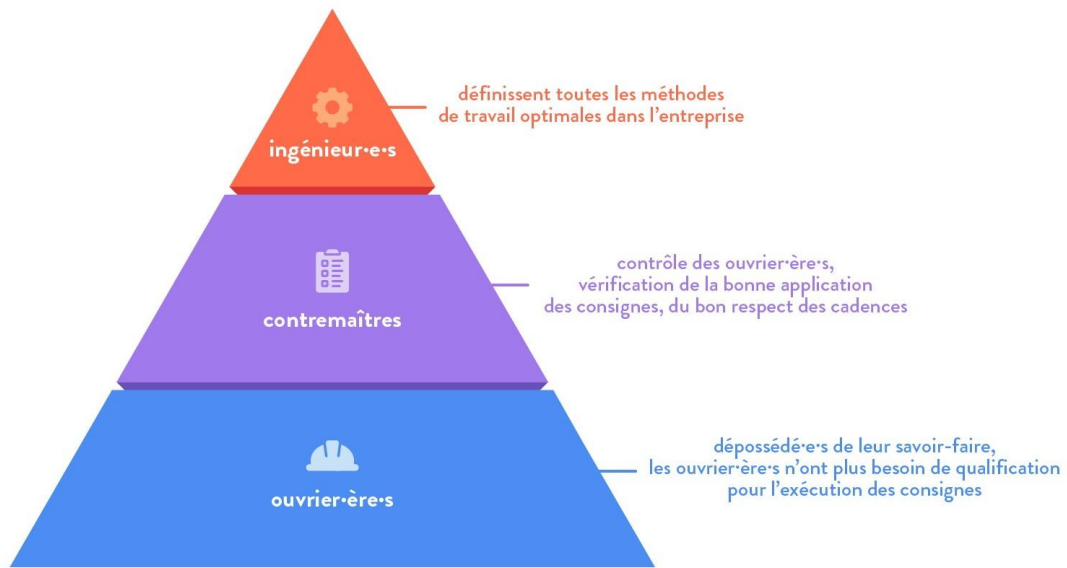 définissent toutes les méthodes
de travail optimales dans l'entreprise
ingénieur·e·s
contrôle des ouvrier·ère·s,
vérification de la bonne application
des consignes, du bon respect des cadences
contremaîtres
dépossédé·e·s de leur savoir-faire,
les ouvrier·ère·s n'ont plus besoin de qualification
pour l'exécution des consignes
ouvrier·ère·s